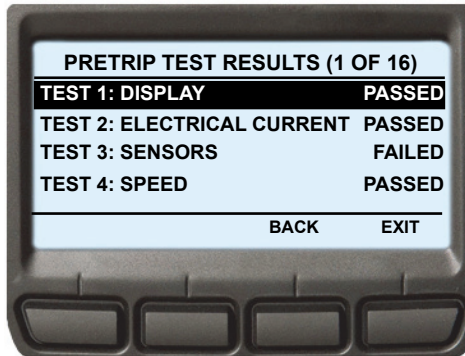 PRETRIP TEST RESULTS (1 OF 16)
TEST 1: DISPLAY PASSED
TEST 2: ELECTRICAL CURRENT PASSED
TEST 3: SENSORS FAILED
TEST 4: SPEED PASSED
BACK EXIT